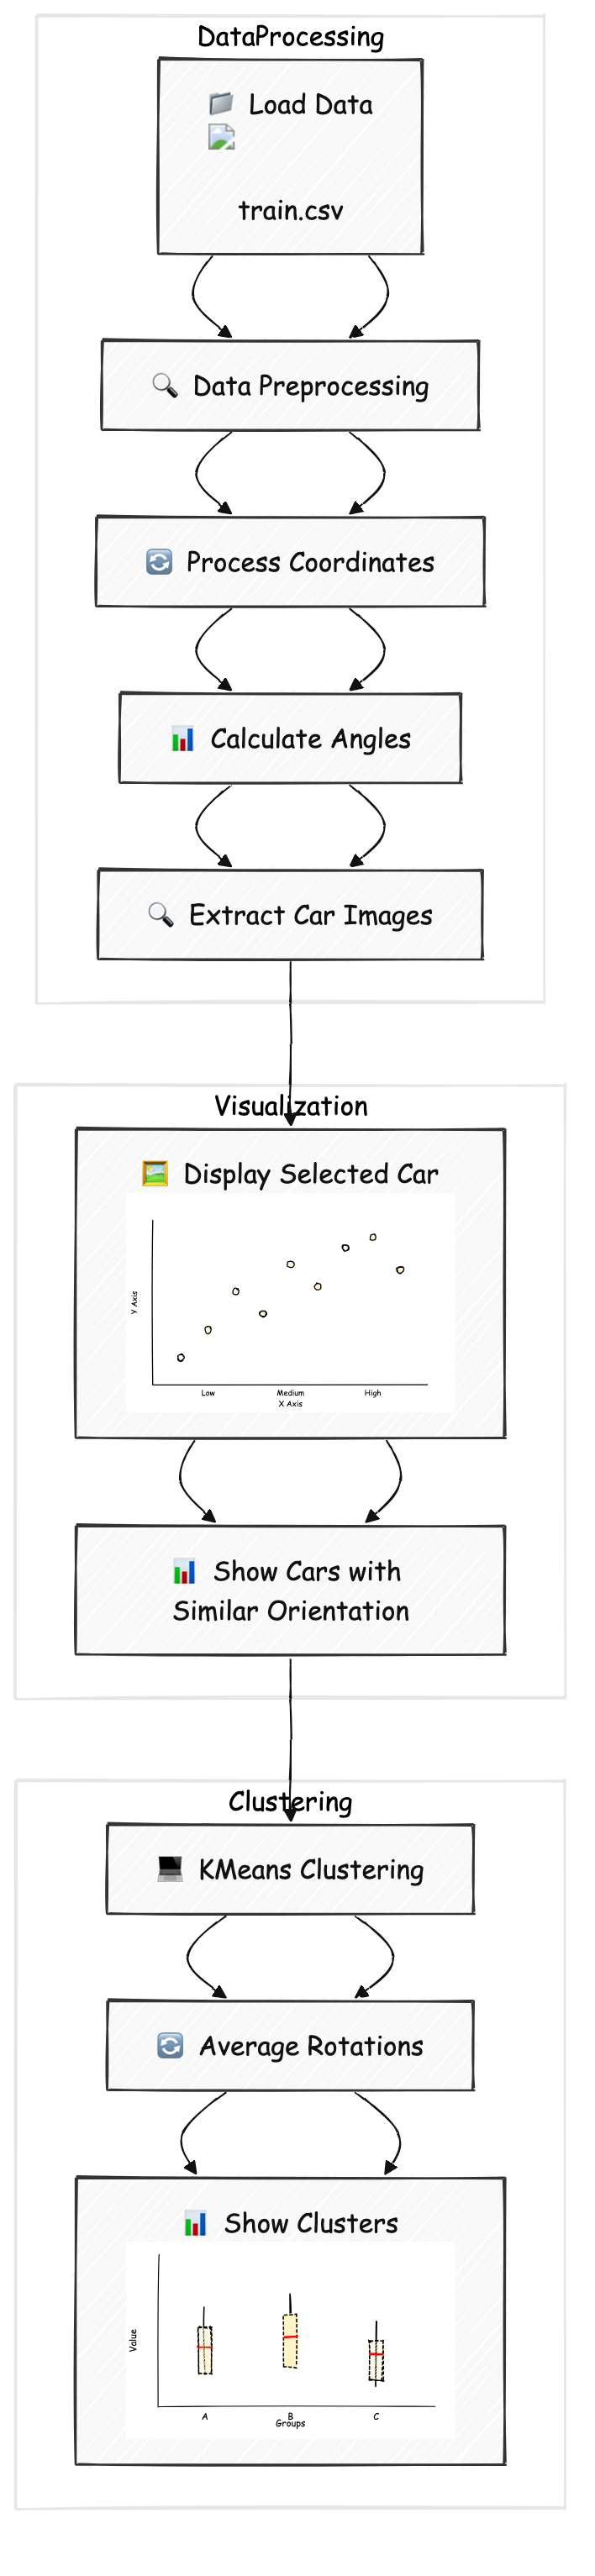 DataProcessing
Load Data
train.csv
Data Preprocessing
Process Coordinates
Calculate Angles
Extract Car Images
Visualization
Display Selected Car
Y Axis
Low Medium High
X Axis
Show Cars with
Similar Orientation
Clustering
KMeans Clustering
Average Rotations
Show Clusters
Value
A B C
Groups